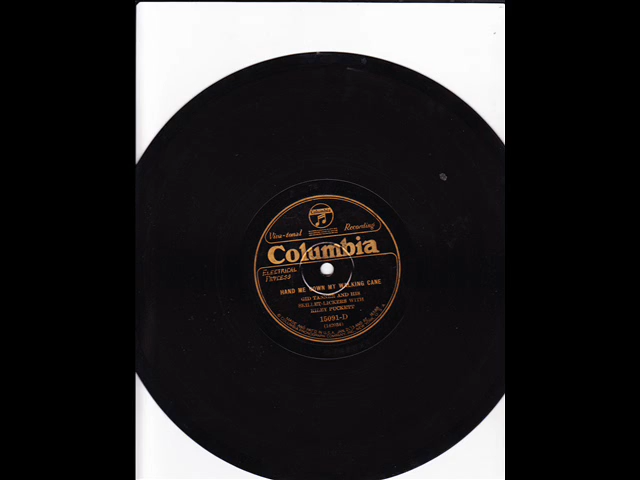 Viva-tonal Recording
Columbia
ELECTRICAL
PROCESS
HAND ME DOWN MY WALKING CANE
GID TANNER AND HIS
SKILLET-LICKERS WITH
RILEY PUCKETT
15091-D